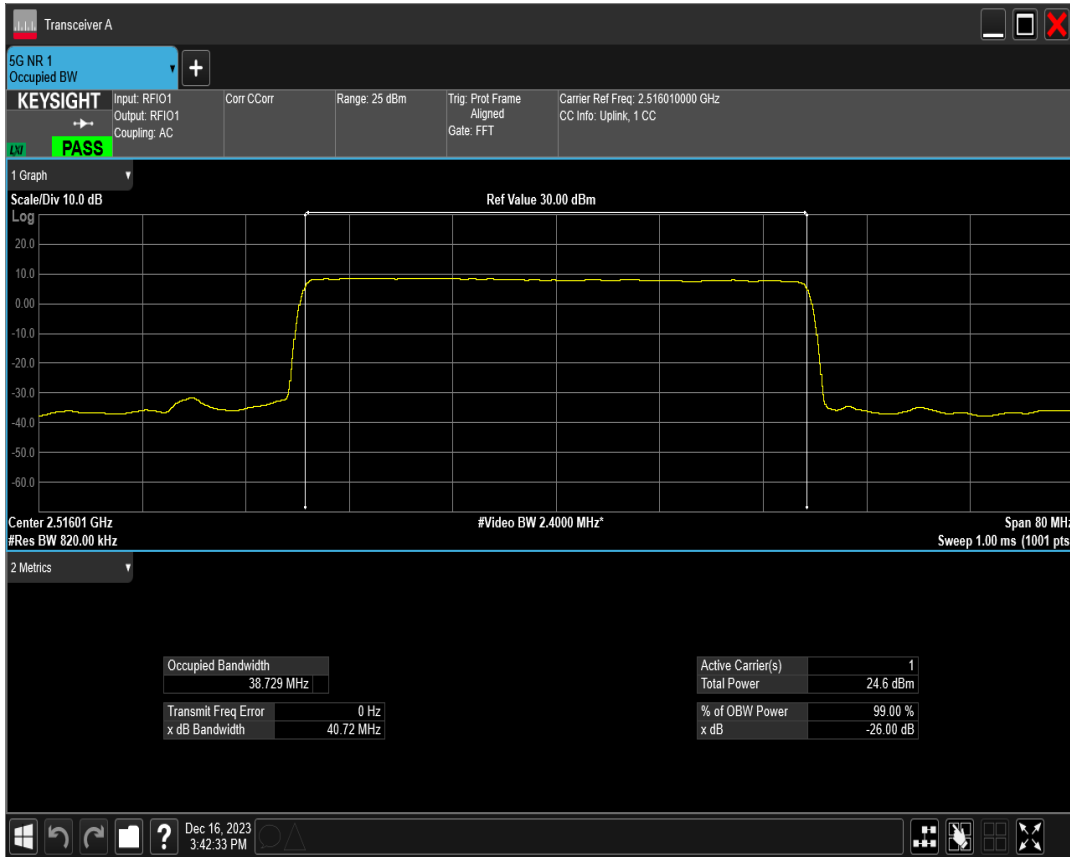 Transceiver A
5G NR 1
Occupied BW
KEYSIGHT
LXI
PASS
Input: RFIO1
Output: RFIO1
Coupling: AC
Corr CCorr
Range: 25 dBm
Trig: Prot Frame
Aligned
Gate: FFT
Carrier Ref Freq: 2.516010000 GHz
CC Info: Uplink, 1 CC
1 Graph
Scale/Div 10.0 dB
Ref Value 30.00 dBm
Log
20.0
10.0
0.00
-10.0
-20.0
-30.0
-40.0
-50.0
-60.0
Center 2.51601 GHz
#Video BW 2.4000 MHz*
Span 80 MHz
#Res BW 820.00 kHz
Sweep 1.00 ms (1001 pts
2 Metrics
Occupied Bandwidth
38.729 MHz
Transmit Freq Error 0 Hz
x dB Bandwidth 40.72 MHz
Active Carrier(s) 1
Total Power 24.6 dBm
% of OBW Power 99.00 %
x dB -26.00 dB
?
Dec 16, 2023
3:42:33 PM